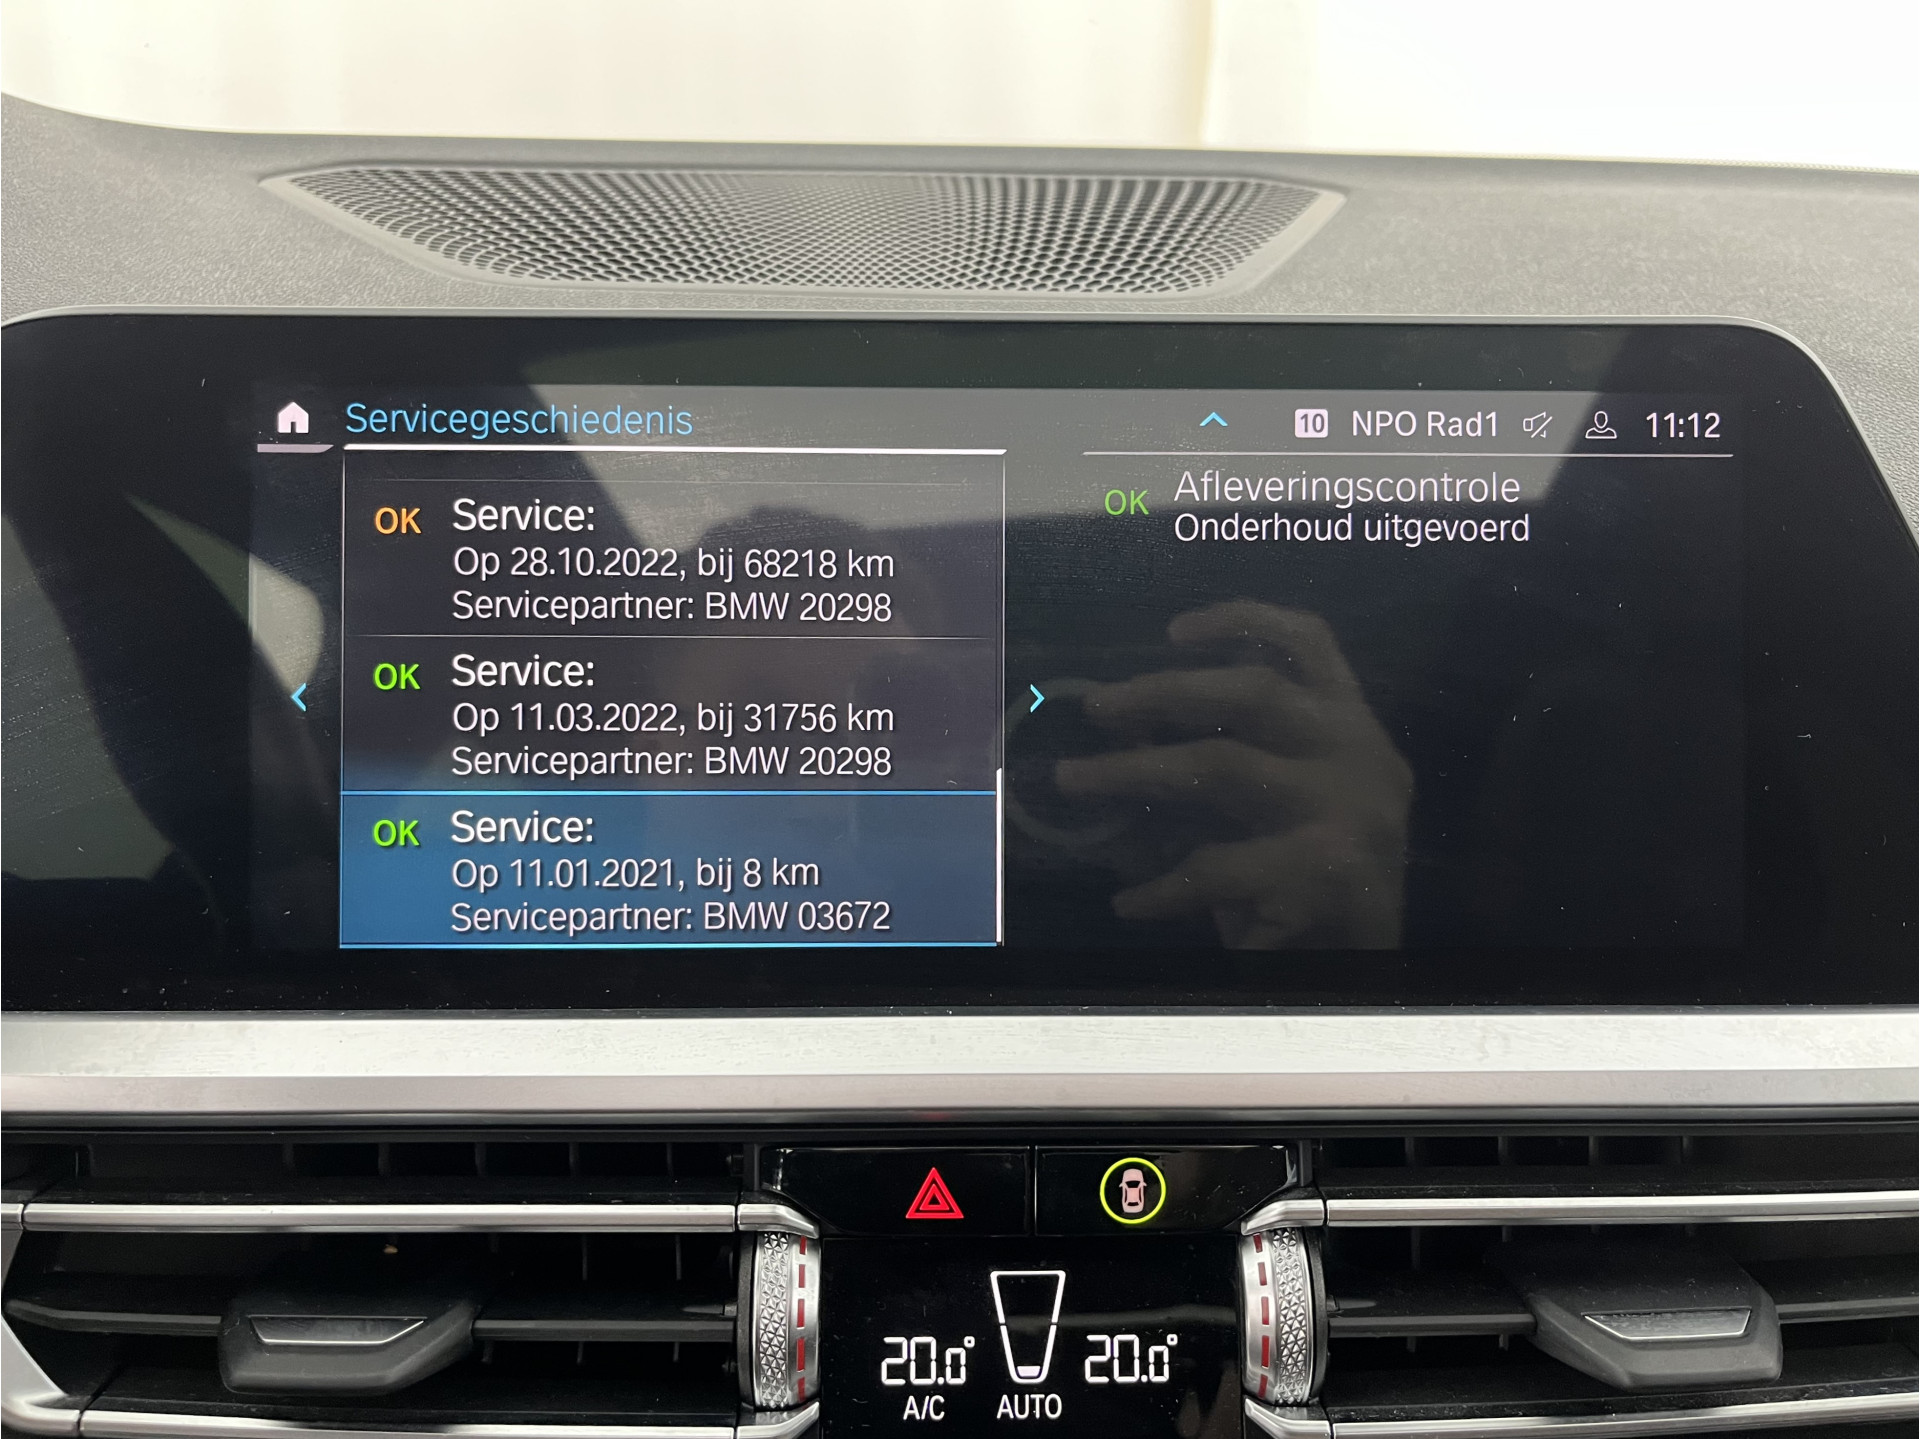 Servicegeschiedenis
10 NPO Rad1 11:12
OK Service:
Op 28.10.2022, bij 68218 km
Servicepartner: BMW 20298
OK Service:
Op 11.03.2022, bij 31756 km
Servicepartner: BMW 20298
OK Service:
Op 11.01.2021, bij 8 km
Servicepartner: BMW 03672
OK Afleveringscontrole
Onderhoud uitgevoerd
20.0° 20.0°
A/C AUTO